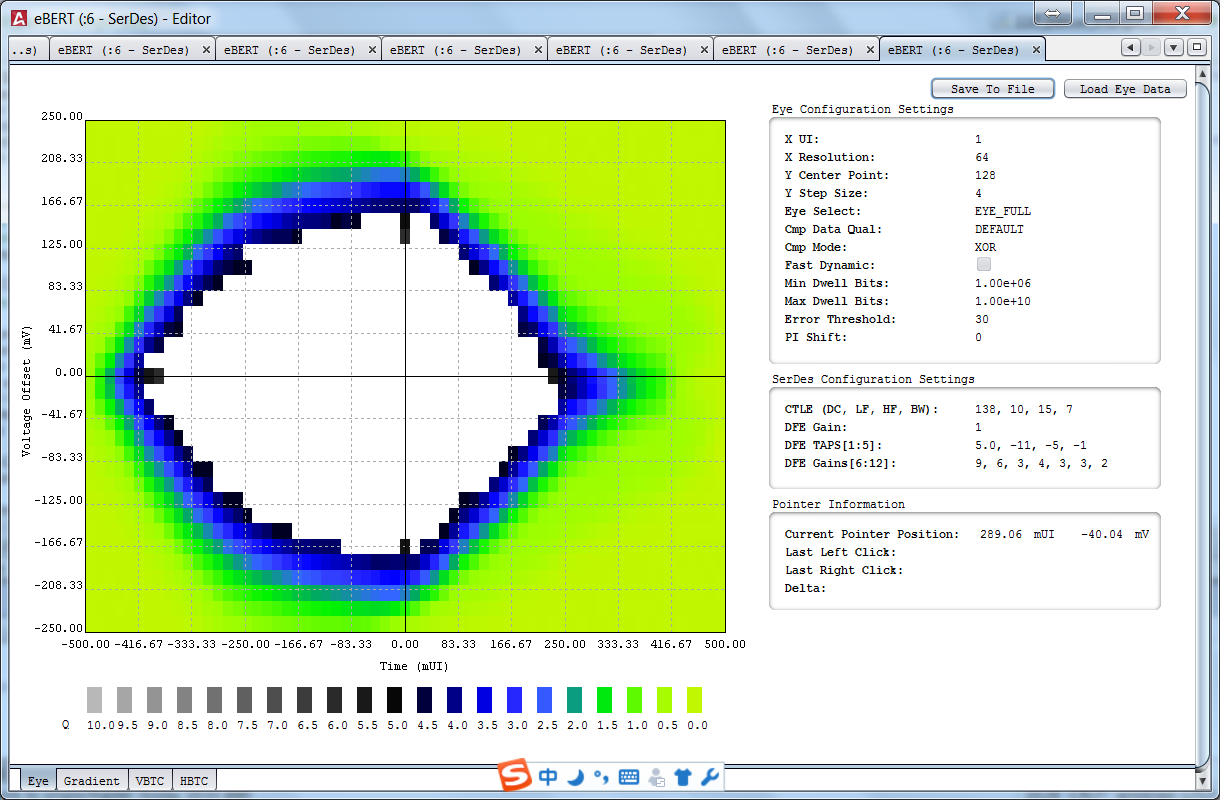 eBERT (:6 - SerDes) - Editor
..s) eBERT (:6 - SerDes) eBERT (:6 - SerDes) eBERT (:6 - SerDes) eBERT (:6 - SerDes) eBERT (:6 - SerDes) eBERT (:6 - SerDes)
Save To File Load Eye Data
Eye Configuration Settings
X UI: 1
X Resolution: 64
Y Center Point: 128
Y Step Size: 4
Eye Select: EYE_FULL
Cmp Data Qual: DEFAULT
Cmp Mode: XOR
Fast Dynamic:
Min Dwell Bits: 1.00e+06
Max Dwell Bits: 1.00e+10
Error Threshold: 30
PI Shift: 0
SerDes Configuration Settings
CTLE (DC, LF, HF, BW): 138, 10, 15, 7
DFE Gain: 1
DFE TAPS[1:5]: 5.0, -11, -5, -1
DFE Gains[6:12]: 9, 6, 3, 4, 3, 3, 2
Pointer Information
Current Pointer Position: 289.06 mUI -40.04 mV
Last Left Click:
Last Right Click:
Delta:
Voltage Offset (mV)
250.00
208.33
166.67
125.00
83.33
41.67
0.00
-41.67
-83.33
-125.00
-166.67
-208.33
-250.00
-500.00 -416.67 -333.33 -250.00 -166.67 -83.33 0.00 83.33 166.67 250.00 333.33 416.67 500.00
Time (mUI)
Q 10.0 9.5 9.0 8.5 8.0 7.5 7.0 6.5 6.0 5.5 5.0 4.5 4.0 3.5 3.0 2.5 2.0 1.5 1.0 0.5 0.0
Eye Gradient VBTC HBTC
中